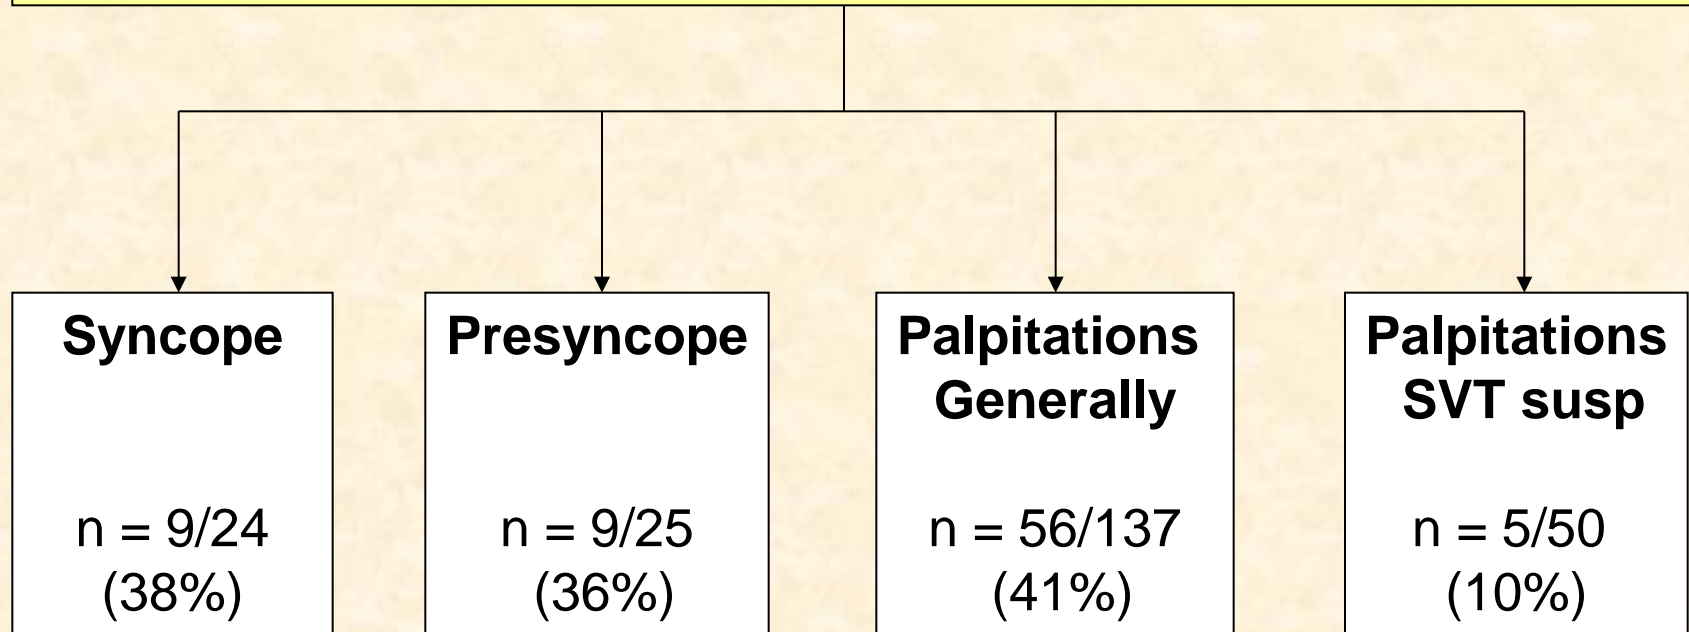 Syncope
n = 9/24
(38%)
Presyncope
n = 9/25
(36%)
Palpitations
Generally
n = 56/137
(41%)
Palpitations
SVT susp
n = 5/50
(10%)